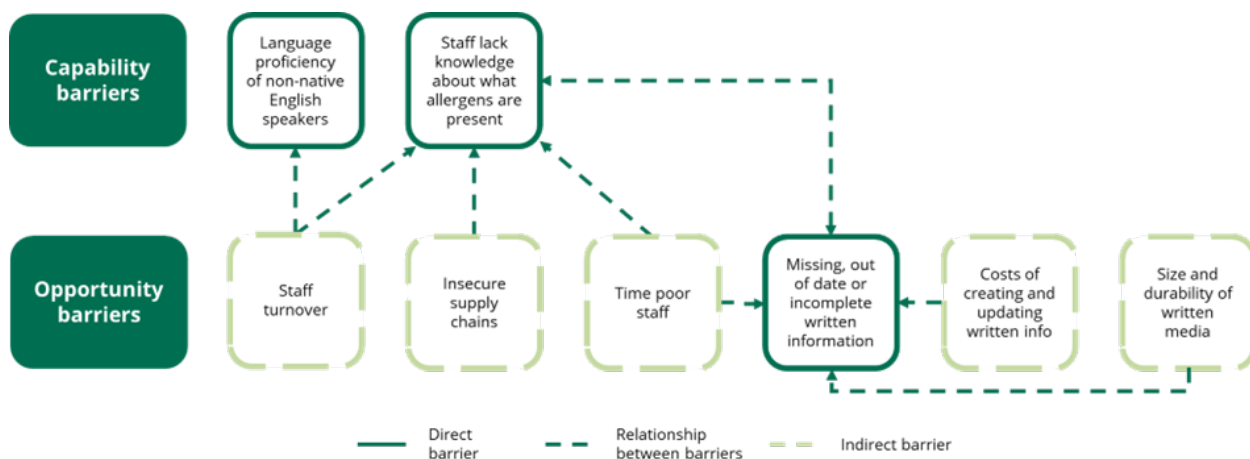 Capability
barriers
Language
proficiency
of non-native
English
speakers
Staff lack
knowledge
about what
allergens are
present
Opportunity
barriers
Staff
turnover
Insecure
supply
chains
Time poor
staff
Missing, out
of date or
incomplete
written
information
Costs of
creating and
updating
written info
Size and
durability of
written
media
Direct
barrier
Relationship
between barriers
Indirect barrier